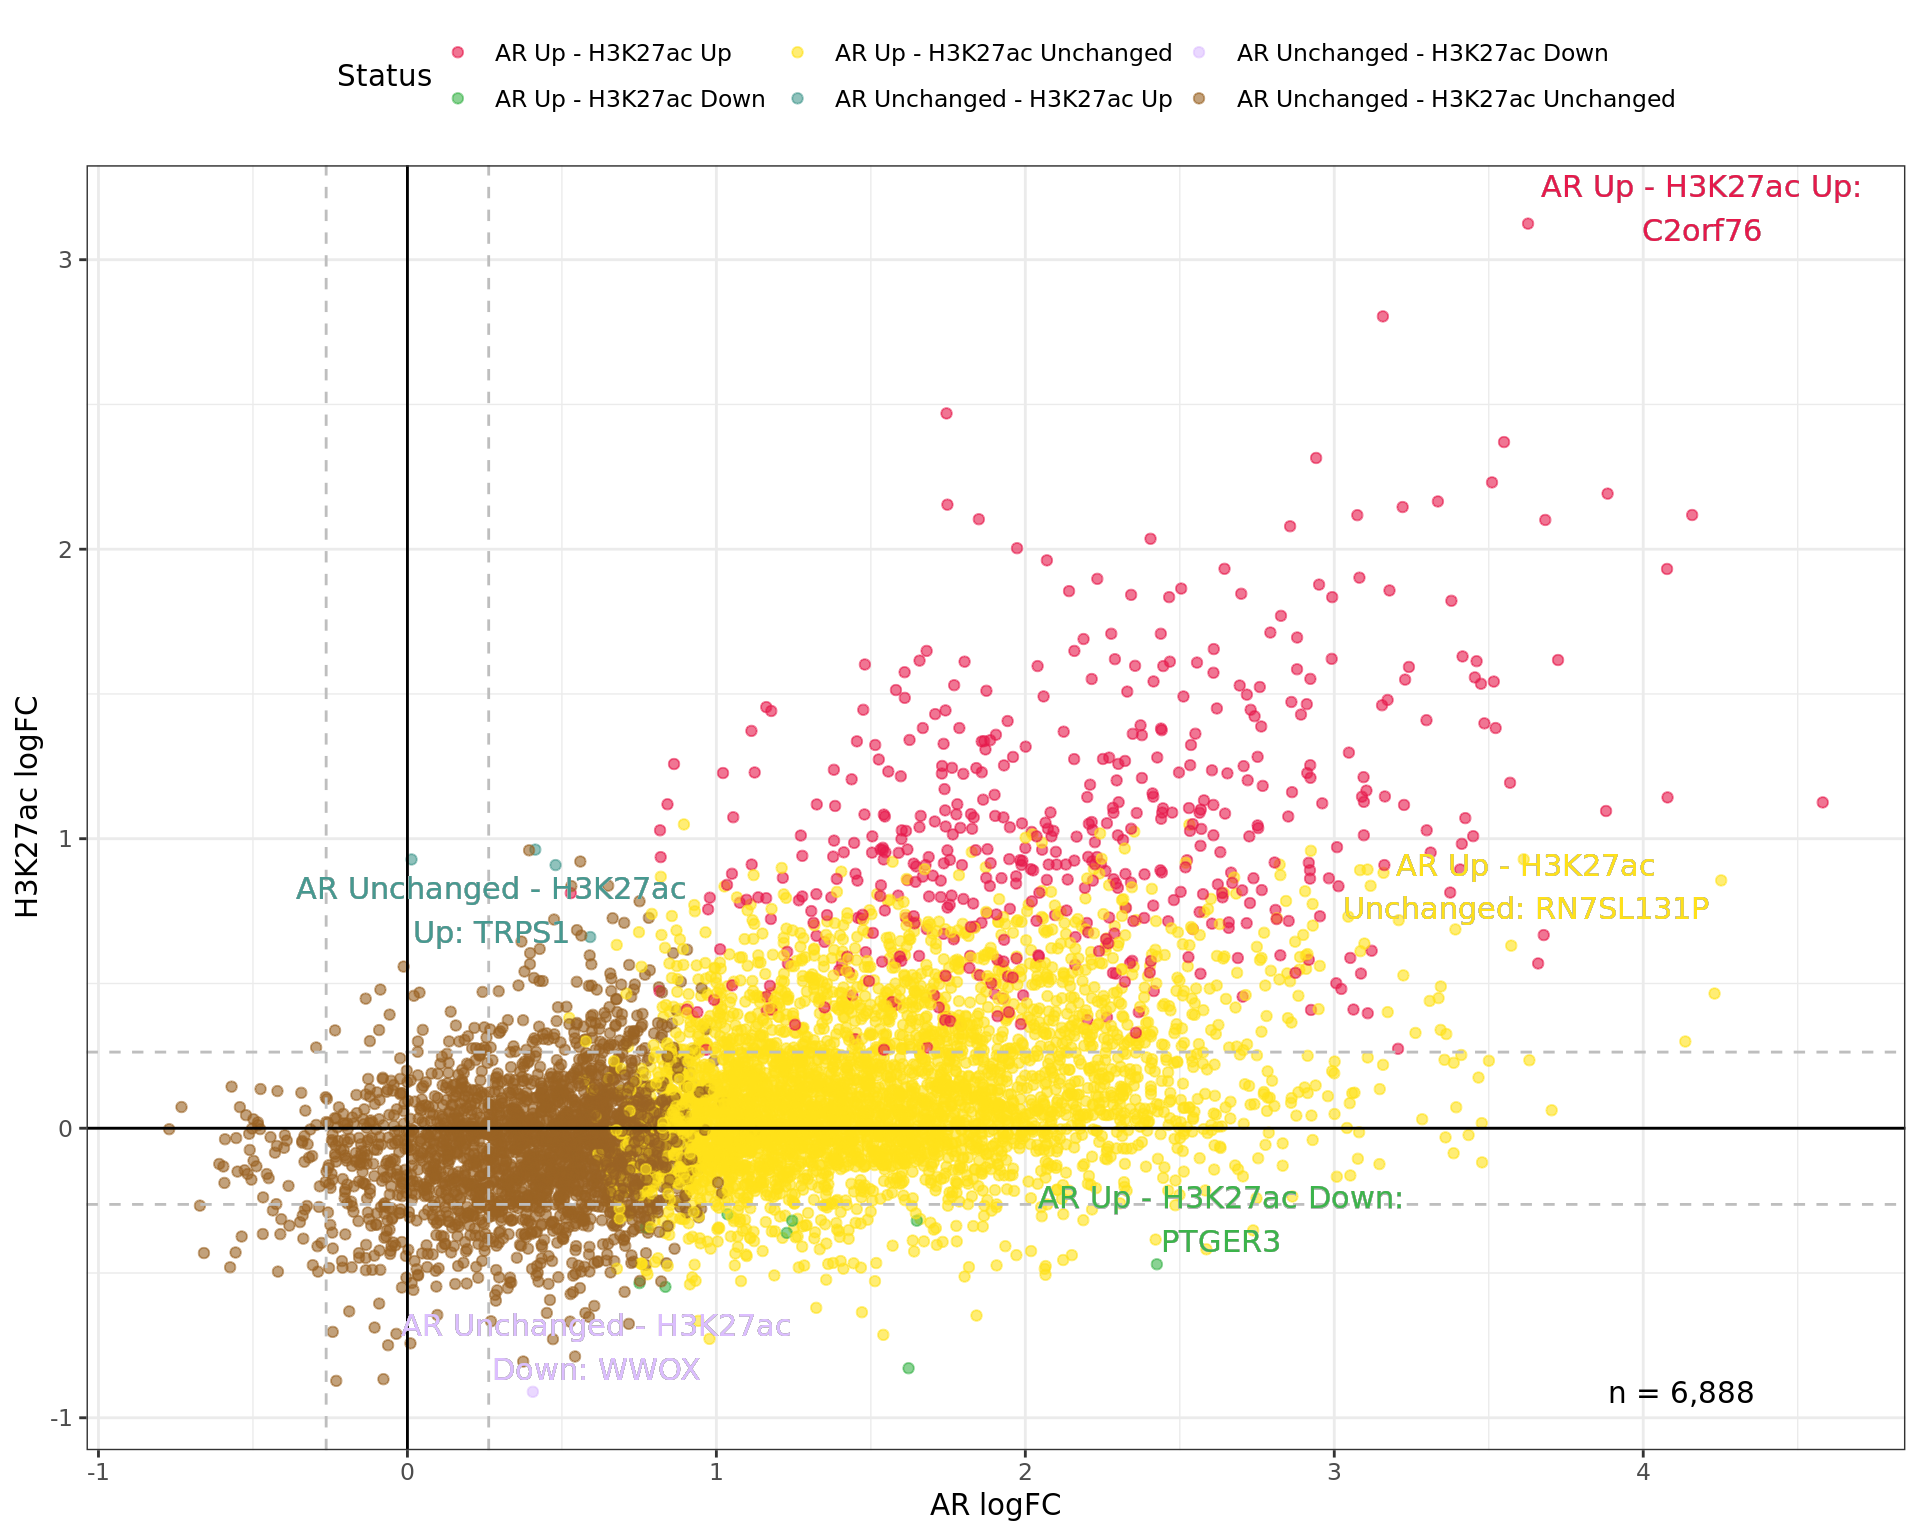 Status
AR Up - H3K27ac Up
AR Up - H3K27ac Unchanged
AR Unchanged - H3K27ac Down
AR Up - H3K27ac Down
AR Unchanged - H3K27ac Up
AR Unchanged - H3K27ac Unchanged
AR Up - H3K27ac Up:
C2orf76
AR Up - H3K27ac
Unchanged: RN7SL131P
AR Unchanged - H3K27ac
Up: TRPS1
AR Up - H3K27ac Down:
PTGER3
AR Unchanged - H3K27ac
Down: WWOX
n = 6,888
H3K27ac logFC
3
2
1
0
-1
-1
0
1
2
3
4
AR logFC